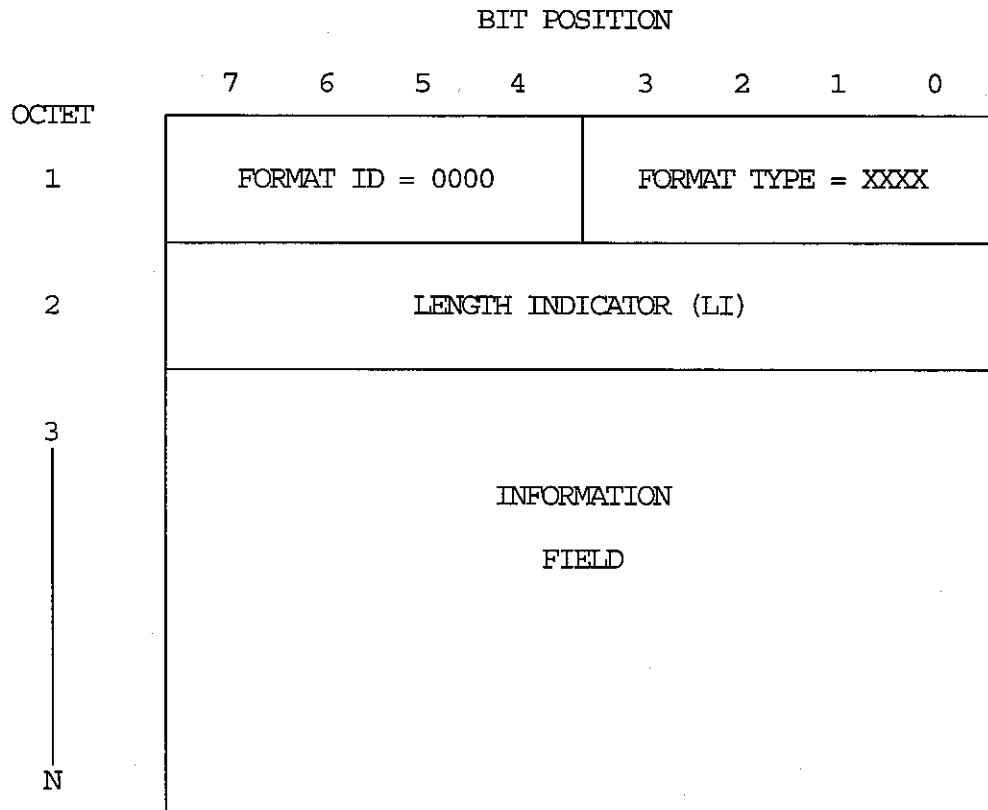 BIT POSITION
7 6 5 4 3 2 1 0
OCTET
1 FORMAT ID = 0000 FORMAT TYPE = XXXX
2 LENGTH INDICATOR (LI)
3
INFORMATION
FIELD
N